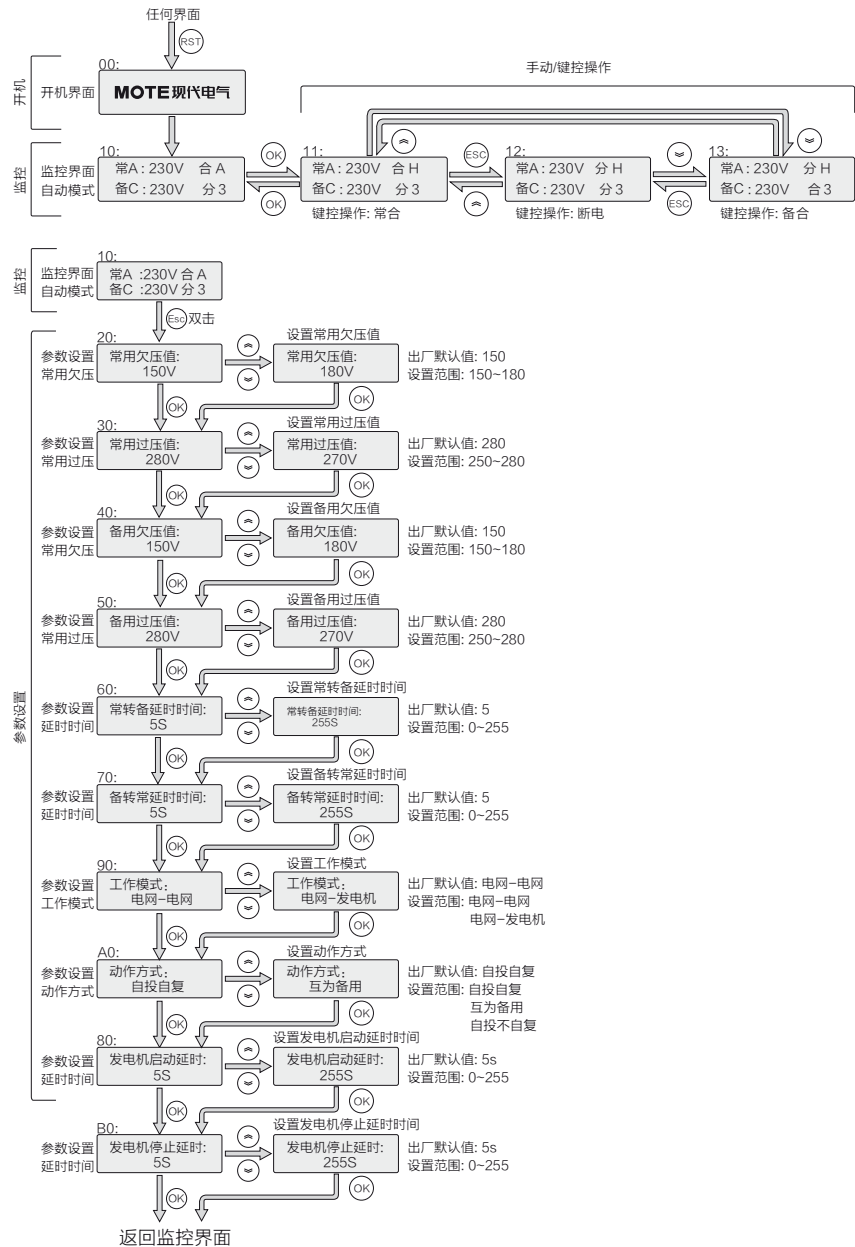 任何界面
RST
00:
开机
开机界面
MOTE现代电气
手动/键控操作
监控
监控界面
自动模式
10:
常A : 230V 合 A
备C : 230V 分 3
OK
OK
11:
常A : 230V 合 H
备C : 230V 分 3
键控操作: 常合
ESC
12:
常A : 230V 分 H
备C : 230V 分 3
键控操作: 断电
ESC
13:
常A : 230V 分 H
备C : 230V 合 3
键控操作: 备合
监控
监控界面
自动模式
10:
常A :230V 合 A
备C :230V 分 3
Esc 双击
参数设置
20:
参数设置
常用欠压
常用欠压值:
150V
设置常用欠压值
常用欠压值:
180V
出厂默认值: 150
设置范围: 150~180
OK
OK
30:
参数设置
常用过压
常用过压值:
280V
设置常用过压值
常用过压值:
270V
出厂默认值: 280
设置范围: 250~280
OK
OK
40:
参数设置
常用欠压
备用欠压值:
150V
设置备用欠压值
备用欠压值:
180V
出厂默认值: 150
设置范围: 150~180
OK
OK
50:
参数设置
常用过压
备用过压值:
280V
设置备用过压值
备用过压值:
270V
出厂默认值: 280
设置范围: 250~280
OK
OK
60:
参数设置
延时时间
常转备延时时间:
5S
设置常转备延时时间
常转备延时时间:
255S
出厂默认值: 5
设置范围: 0~255
OK
OK
70:
参数设置
延时时间
备转常延时时间:
5S
设置备转常延时时间
备转常延时时间:
255S
出厂默认值: 5
设置范围: 0~255
OK
OK
90:
参数设置
工作模式
工作模式:
电网–电网
设置工作模式
工作模式:
电网–发电机
出厂默认值: 电网–电网
设置范围: 电网–电网
电网–发电机
OK
OK
A0:
参数设置
动作方式
动作方式:
自投自复
设置动作方式
动作方式:
互为备用
出厂默认值: 自投自复
设置范围: 自投自复
互为备用
自投不自复
OK
OK
80:
参数设置
延时时间
发电机启动延时:
5S
设置发电机启动延时时间
发电机启动延时:
255S
出厂默认值: 5s
设置范围: 0~255
OK
OK
B0:
参数设置
延时时间
发电机停止延时:
5S
设置发电机停止延时时间
发电机停止延时:
255S
出厂默认值: 5s
设置范围: 0~255
OK
OK
返回监控界面